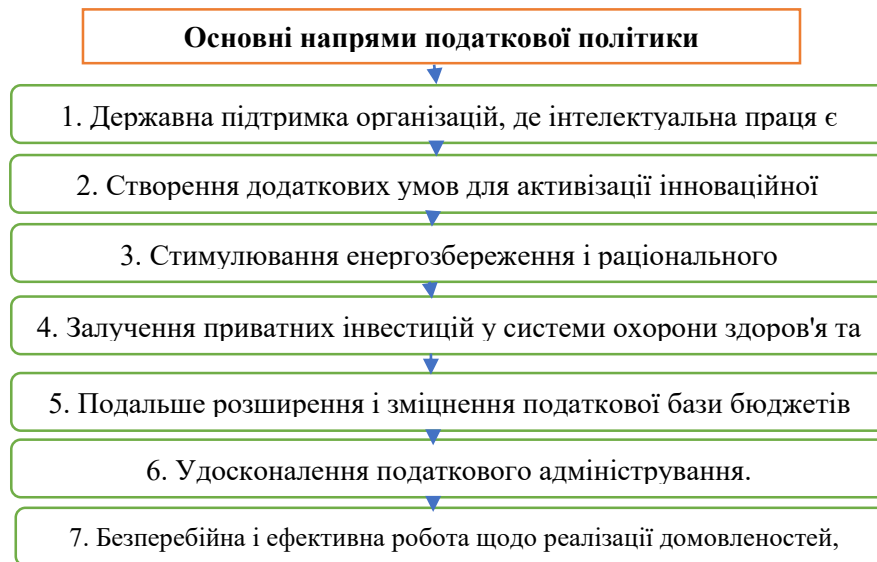 Основні напрями податкової політики
1. Державна підтримка організацій, де інтелектуальна праця є
2. Створення додаткових умов для активізації інноваційної
3. Стимулювання енергозбереження і раціонального
4. Залучення приватних інвестицій у системи охорони здоров'я та
5. Подальше розширення і зміцнення податкової бази бюджетів
6. Удосконалення податкового адміністрування.
7. Безперебійна і ефективна робота щодо реалізації домовленостей,